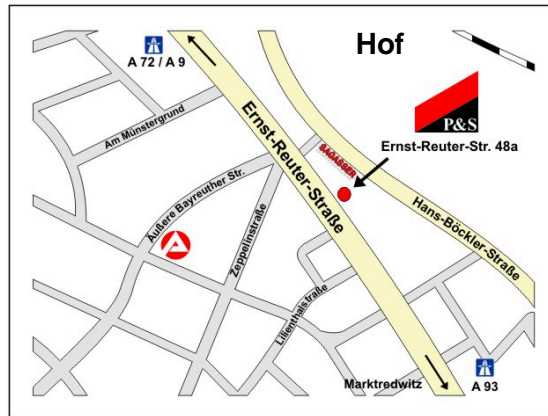 Hof
A 72 / A 9
Am Münstergrund
Ernst-Reuter-Straße
P&S
Ernst-Reuter-Str. 48a
SAGASSER
Äußere Bayreuther Str.
Zeppelinstraße
Hans-Böckler-Straße
Lilienthalstraße
Marktredwitz
A 93